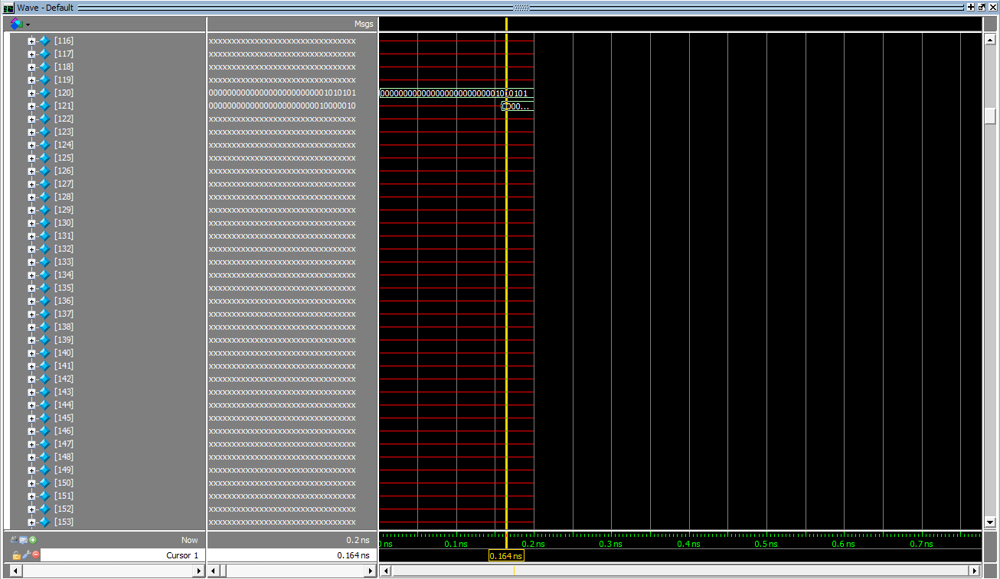 Wave - Default
Msgs
[116] xxxxxxxxxxxxxxxxxxxxxxxxxxxxxxxx
[117] xxxxxxxxxxxxxxxxxxxxxxxxxxxxxxxx
[118] xxxxxxxxxxxxxxxxxxxxxxxxxxxxxxxx
[119] xxxxxxxxxxxxxxxxxxxxxxxxxxxxxxxx
[120] 00000000000000000000000001010101 00000000000000000000000001010101
[121] 00000000000000000000000010000010 0000...
[122] xxxxxxxxxxxxxxxxxxxxxxxxxxxxxxxx
[123] xxxxxxxxxxxxxxxxxxxxxxxxxxxxxxxx
[124] xxxxxxxxxxxxxxxxxxxxxxxxxxxxxxxx
[125] xxxxxxxxxxxxxxxxxxxxxxxxxxxxxxxx
[126] xxxxxxxxxxxxxxxxxxxxxxxxxxxxxxxx
[127] xxxxxxxxxxxxxxxxxxxxxxxxxxxxxxxx
[128] xxxxxxxxxxxxxxxxxxxxxxxxxxxxxxxx
[129] xxxxxxxxxxxxxxxxxxxxxxxxxxxxxxxx
[130] xxxxxxxxxxxxxxxxxxxxxxxxxxxxxxxx
[131] xxxxxxxxxxxxxxxxxxxxxxxxxxxxxxxx
[132] xxxxxxxxxxxxxxxxxxxxxxxxxxxxxxxx
[133] xxxxxxxxxxxxxxxxxxxxxxxxxxxxxxxx
[134] xxxxxxxxxxxxxxxxxxxxxxxxxxxxxxxx
[135] xxxxxxxxxxxxxxxxxxxxxxxxxxxxxxxx
[136] xxxxxxxxxxxxxxxxxxxxxxxxxxxxxxxx
[137] xxxxxxxxxxxxxxxxxxxxxxxxxxxxxxxx
[138] xxxxxxxxxxxxxxxxxxxxxxxxxxxxxxxx
[139] xxxxxxxxxxxxxxxxxxxxxxxxxxxxxxxx
[140] xxxxxxxxxxxxxxxxxxxxxxxxxxxxxxxx
[141] xxxxxxxxxxxxxxxxxxxxxxxxxxxxxxxx
[142] xxxxxxxxxxxxxxxxxxxxxxxxxxxxxxxx
[143] xxxxxxxxxxxxxxxxxxxxxxxxxxxxxxxx
[144] xxxxxxxxxxxxxxxxxxxxxxxxxxxxxxxx
[145] xxxxxxxxxxxxxxxxxxxxxxxxxxxxxxxx
[146] xxxxxxxxxxxxxxxxxxxxxxxxxxxxxxxx
[147] xxxxxxxxxxxxxxxxxxxxxxxxxxxxxxxx
[148] xxxxxxxxxxxxxxxxxxxxxxxxxxxxxxxx
[149] xxxxxxxxxxxxxxxxxxxxxxxxxxxxxxxx
[150] xxxxxxxxxxxxxxxxxxxxxxxxxxxxxxxx
[151] xxxxxxxxxxxxxxxxxxxxxxxxxxxxxxxx
[152] xxxxxxxxxxxxxxxxxxxxxxxxxxxxxxxx
[153] xxxxxxxxxxxxxxxxxxxxxxxxxxxxxxxx
Now 0.2 ns ns 0.1 ns 0.2 ns 0.3 ns 0.4 ns 0.5 ns 0.6 ns 0.7 ns
Cursor 1 0.164 ns 0.164 ns